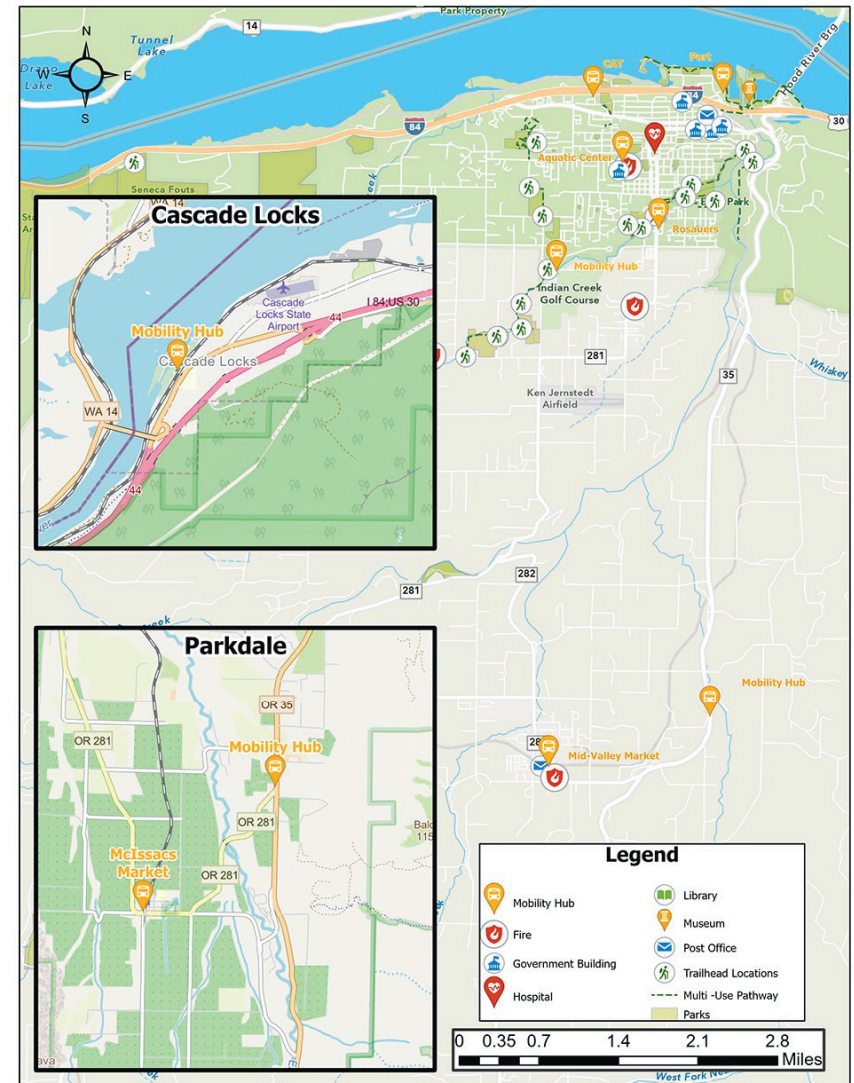 Park Property
14
Tunnel
Lake
Drano
Lake
N
W
E
S
CAT
Port
Hood River Brg
84
84
30
Aquatic Center
Seneca Fouts
Park
Rosauers
Mobility Hub
Indian Creek
Golf Course
281
Ken Jernstedt
Airfield
35
Whiskey
Cascade Locks
WA 14
Mobility Hub
Cascade Locks
Cascade
Locks State
Airport
I 84;US 30
44
WA 14
44
281
282
Mobility Hub
Mid-Valley Market
Parkdale
OR 35
Mobility Hub
OR 281
OR 281
OR 281
McIssacs
Market
Legend
Mobility Hub
Fire
Government Building
Hospital
Library
Museum
Post Office
Trailhead Locations
Multi -Use Pathway
Parks
0 0.35 0.7 1.4 2.1 2.8
Miles
West Fork